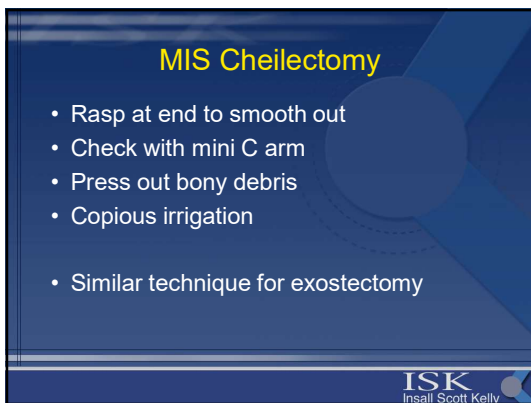 MIS Cheilectomy
• Rasp at end to smooth out
• Check with mini C arm
• Press out bony debris
• Copious irrigation
• Similar technique for exostectomy
ISK
Insall Scott Kelly